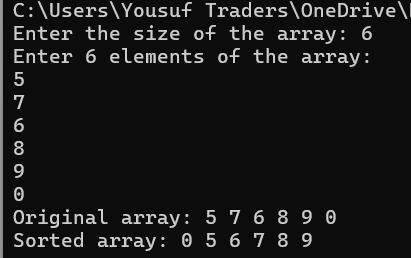 C:\Users\Yousuf Traders\OneDrive\
Enter the size of the array: 6
Enter 6 elements of the array:
5
7
6
8
9
0
Original array: 5 7 6 8 9 0
Sorted array: 0 5 6 7 8 9